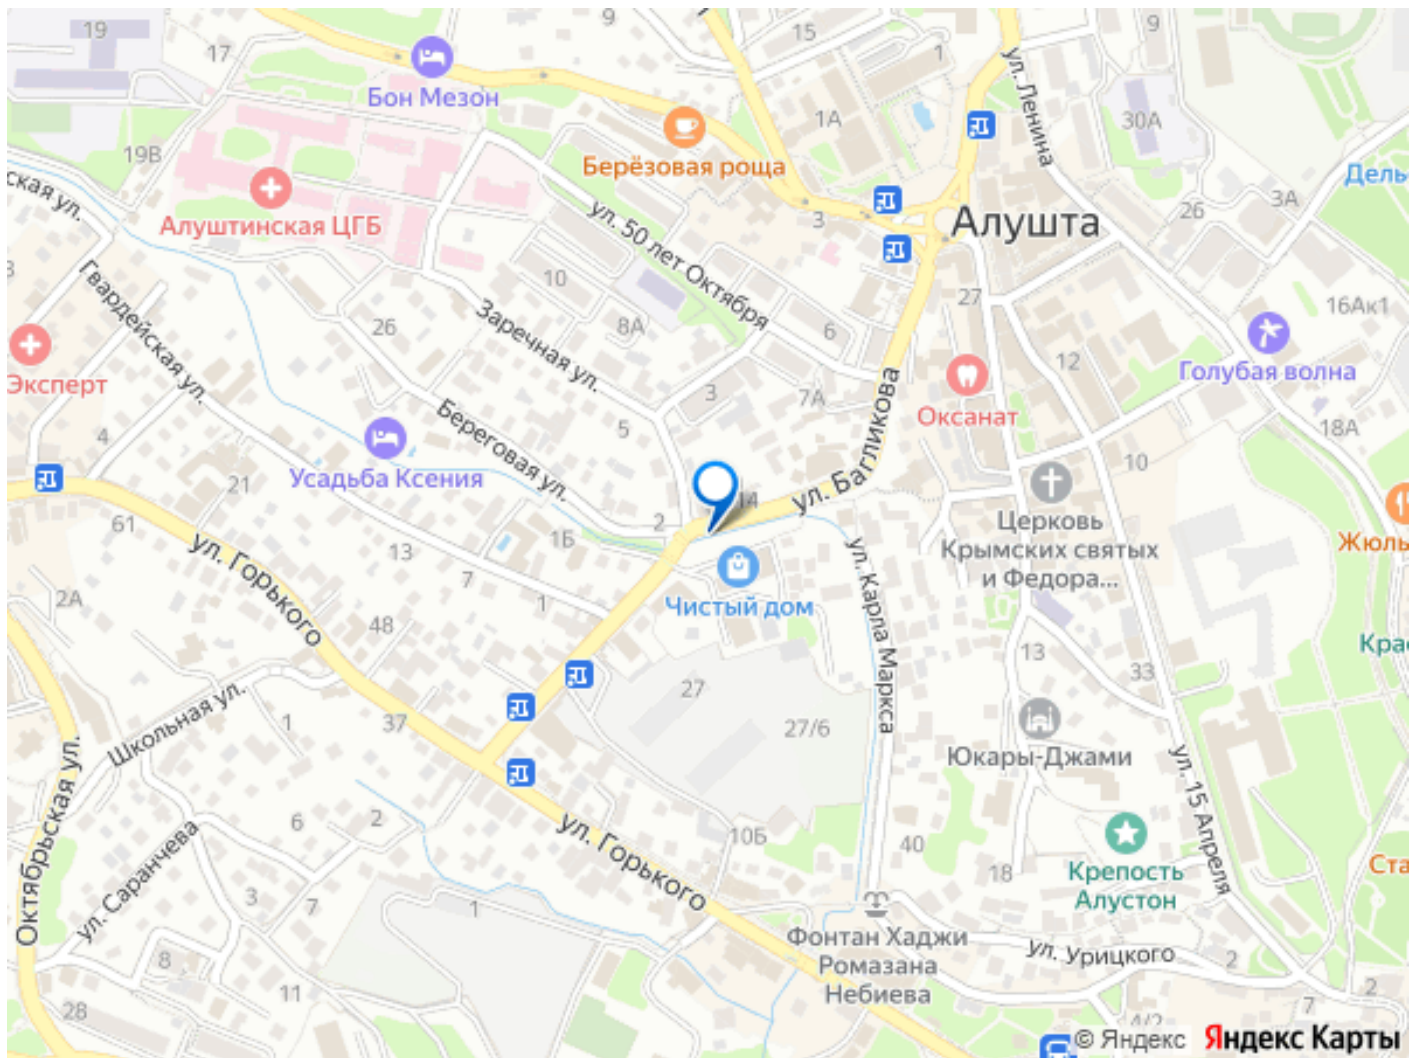 19
17
9
15
9
1
Бон Мезон
1А
30А
ул. Ленина
19В
Берёзовая роща
Дель
ская ул.
Алуштинская ЦГБ
ул. 50 лет Октября
3
Алушта
26
3А
10
27
16Ак1
Гвардейская ул.
26
Заречная ул.
8А
6
12
Эксперт
Голубая волна
3
7А
Оксанат
ул. Багликова
18А
4
5
Береговая ул.
10
Усадьба Ксения
21
14
61
2
1Б
Церковь
Крымских святых
и Федора...
Жюль
ул. Горького
13
7
1
Чистый дом
ул. Карла Маркса
2А
48
13
33
Крас
Школьная ул.
1
37
27
27/6
Юкары-Джами
ул. 15 Апреля
Октябрьская ул.
6
2
ул. Горького
10Б
40
18
Крепость
Алустон
Ста
ул. Саранчева
3
7
1
Фонтан Хаджи
Ромазана
Небиева
ул. Урицкого
2
2
8
11
28
7
4/2
© Яндекс
Яндекс Карты